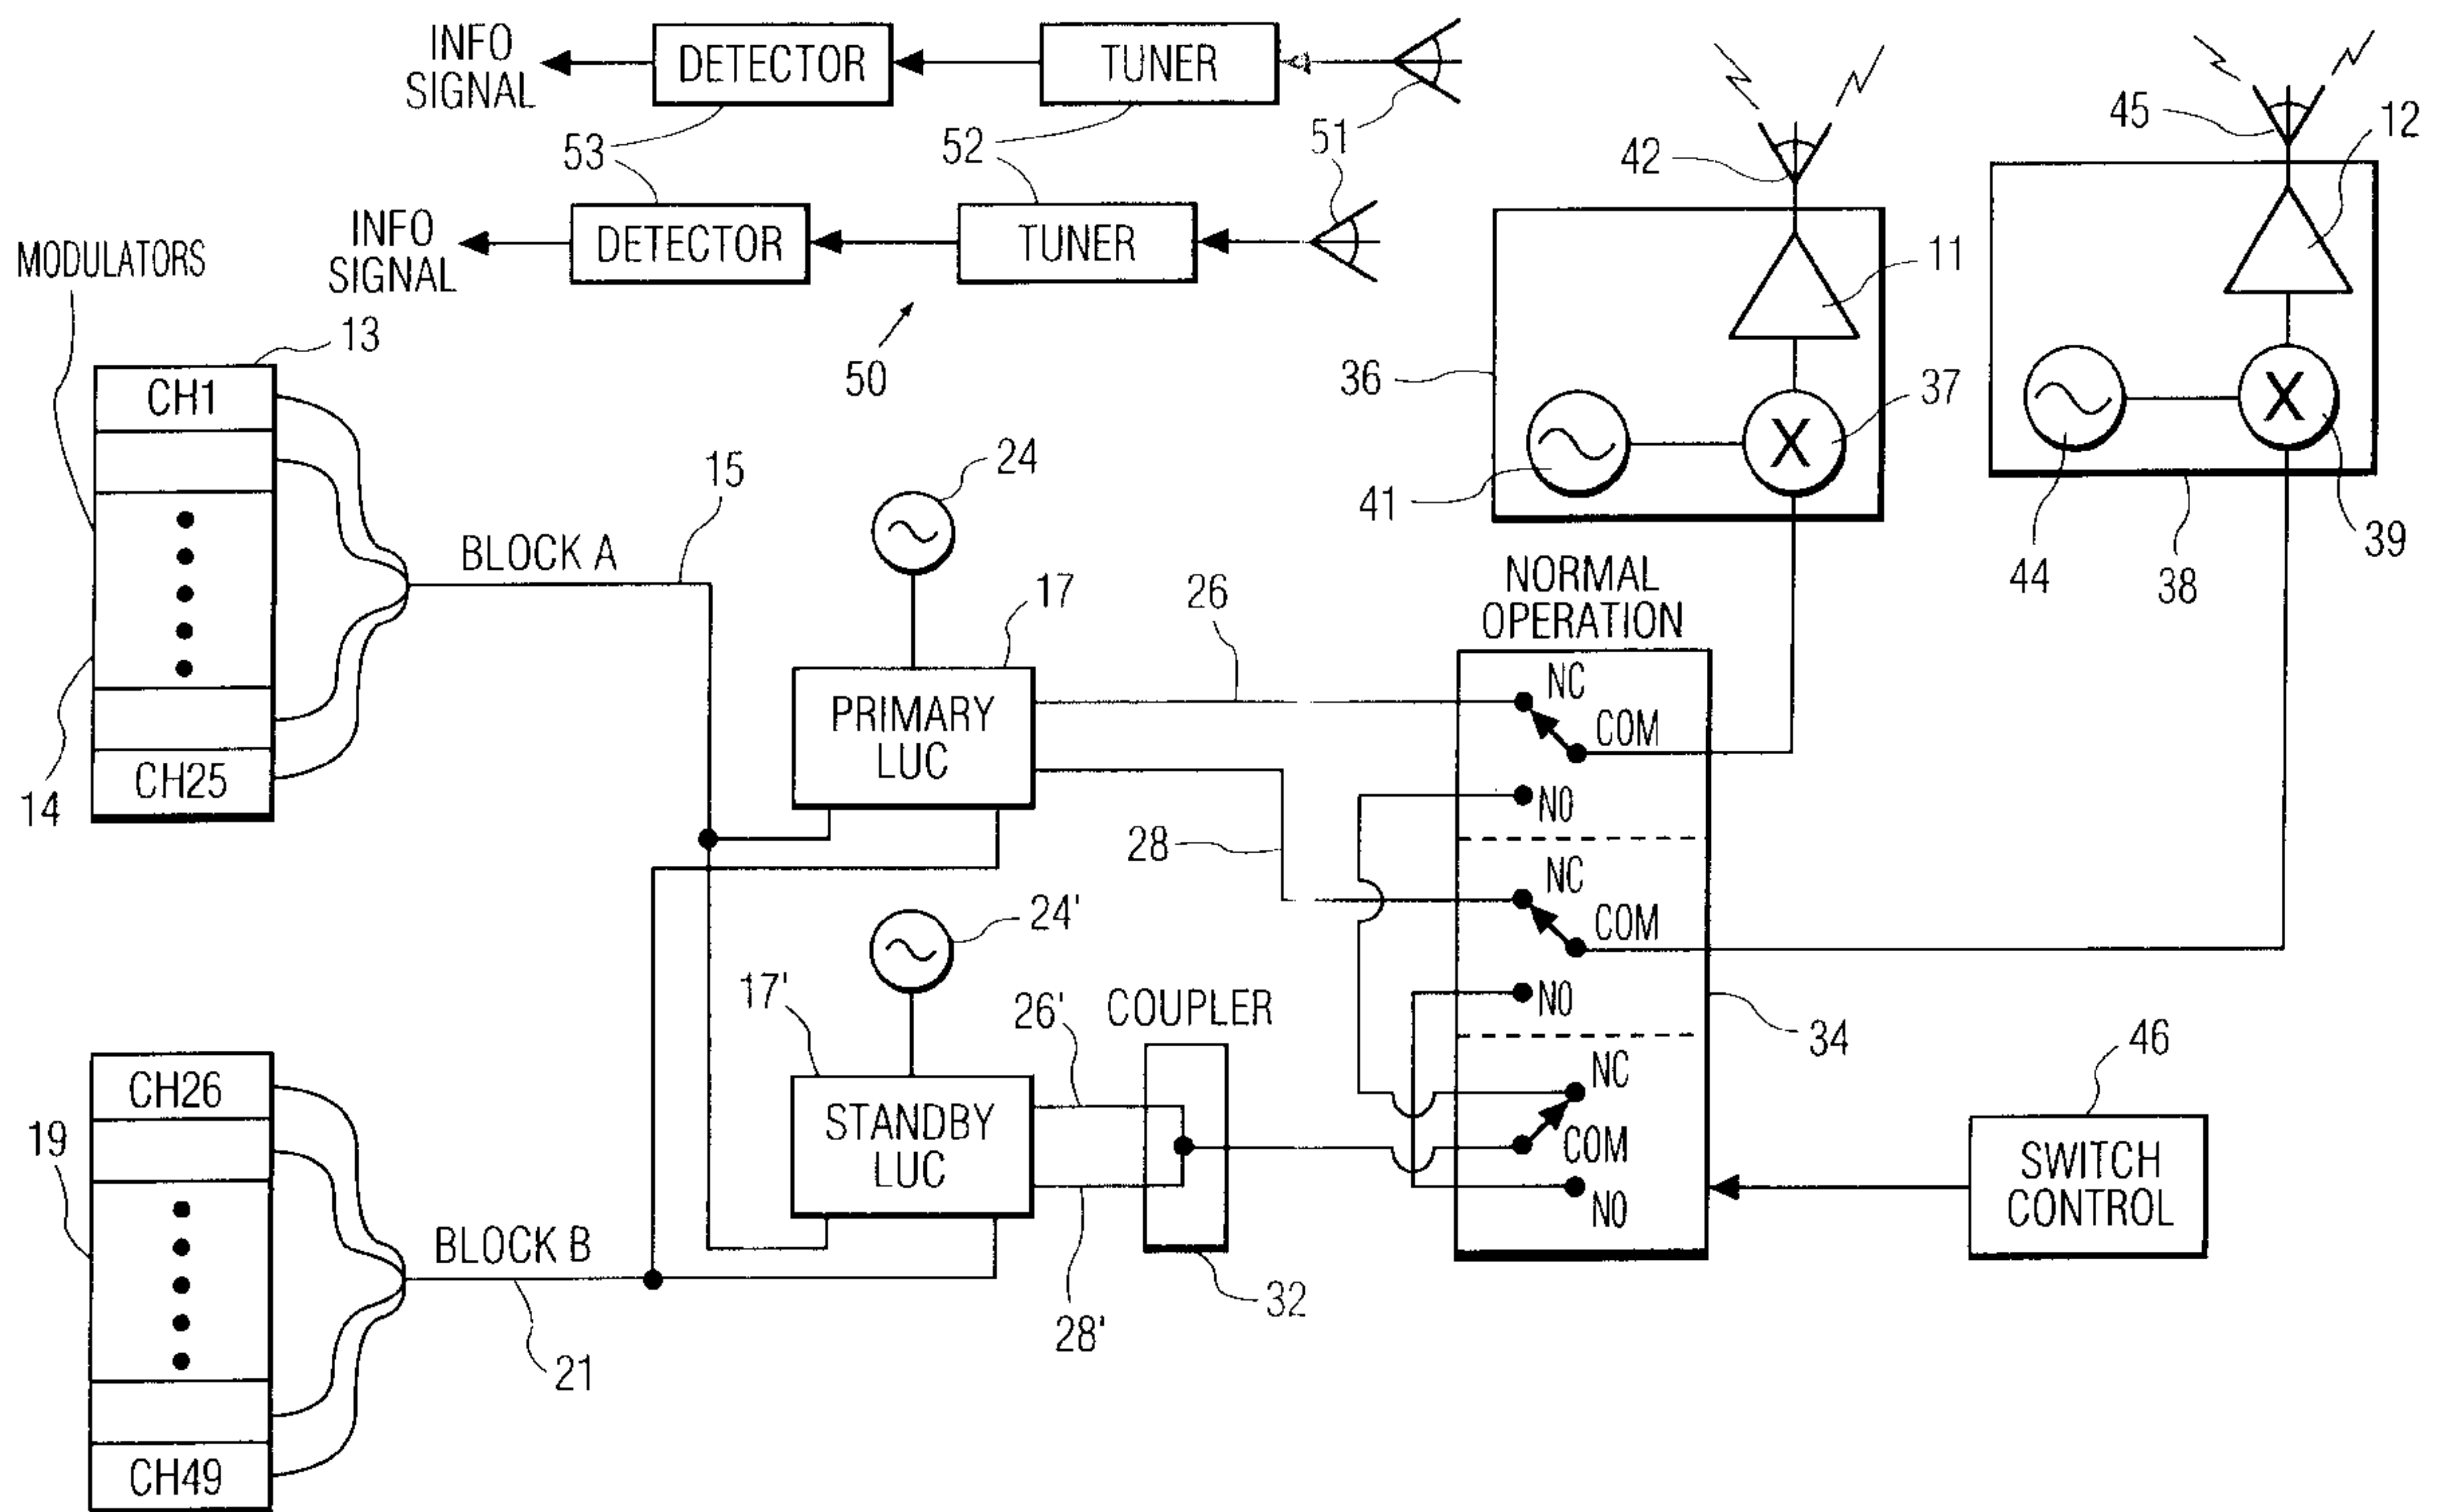 INFO
SIGNAL
DETECTOR
TUNER
53
52
51
INFO
SIGNAL
DETECTOR
TUNER
50
42
45
12
11
36
37
41
44
39
38
MODULATORS
13
CH1
14
CH25
BLOCK A
15
24
17
PRIMARY
LUC
26
28
NORMAL
OPERATION
NC
COM
NO
NC
COM
NO
NC
COM
NO
34
46
SWITCH
CONTROL
24'
17'
STANDBY
LUC
26'
28'
COUPLER
32
19
CH26
CH49
BLOCK B
21